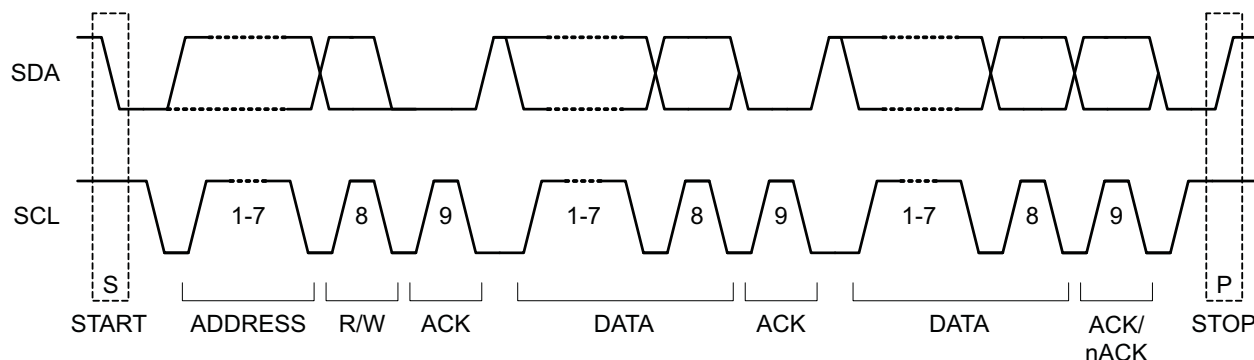 SDA
SCL
1-7
8
9
1-7
8
9
1-7
8
9
S
P
START
ADDRESS
R/W
ACK
DATA
ACK
DATA
ACK/
nACK
STOP